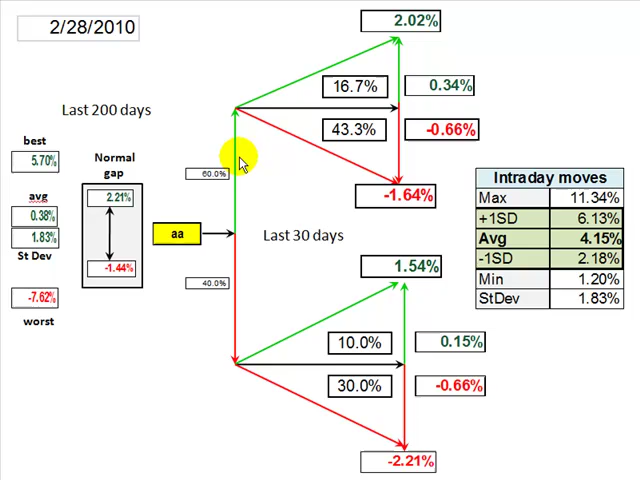 2/28/2010
Last 200 days
best
5.70%
avg
0.38%
1.83%
St Dev
-7.62%
worst
Normal
gap
2.21%
-1.44%
aa
60.0%
40.0%
Last 30 days
2.02%
16.7%
0.34%
43.3%
-0.66%
-1.64%
1.54%
10.0%
0.15%
30.0%
-0.66%
-2.21%
Intraday moves
Max 11.34%
+1SD 6.13%
Avg 4.15%
-1SD 2.18%
Min 1.20%
StDev 1.83%